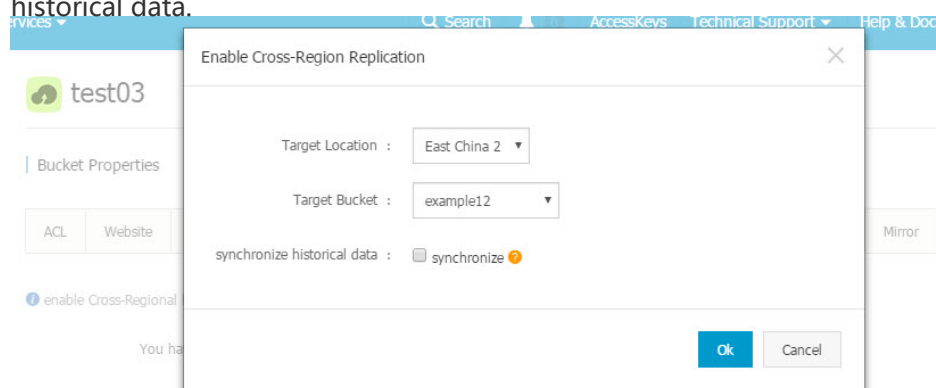 historical data.
ervices
Search
AccessKeys
Technical Support
Help & Doc
Enable Cross-Region Replication
test03
Target Location :
East China 2
Bucket Properties
Target Bucket :
example12
ACL
Website
Mirror
synchronize historical data :
synchronize ?
enable Cross-Regional
You ha
Ok
Cancel